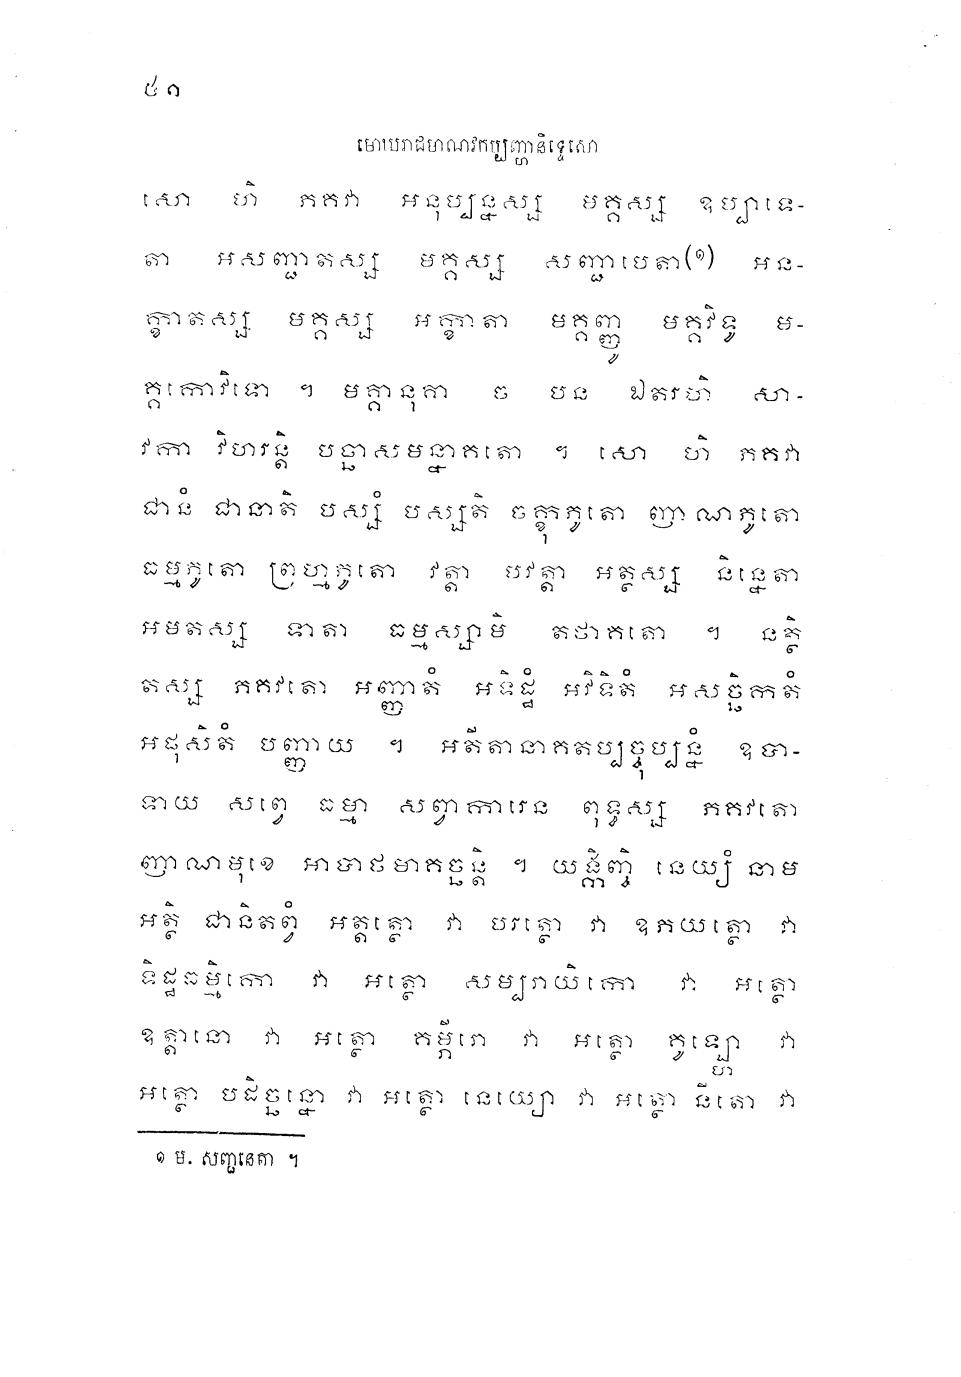 ៥១
មោឃរាជមាណវកប្បញ្ហានិទ្ទេសោ
សោ ហិ ភគវា អនុប្បន្នស្ស មគ្គស្ស ឧប្បាទេ-
តា អសញ្ជាតស្ស មគ្គស្ស សញ្ជាបេតា(១) អន-
ក្ខាតស្ស មគ្គស្ស អក្ខាតា មគ្គញ្ញូ មគ្គវិទូ ម-
គ្គកោវិទោ ។ មគ្គានុគា ច បន ឯតរហិ សា-
វកា វិហរន្តិ បច្ឆាសមន្នាគតោ ។ សោ ហិ ភគវា
ជានំ ជានាតិ បស្សំ បស្សតិ ចក្ខុភូតោ ញាណភូតោ
ធម្មភូតោ ព្រហ្មភូតោ វត្តា បវត្តា អត្ថស្ស និន្នេតា
អមតស្ស ទាតា ធម្មស្សាមិ តថាគតោ ។ នត្ថិ
តស្ស ភគវតោ អញ្ញាតំ អទិដ្ឋំ អវិទិតំ អសច្ឆិកតំ
អផុសិតំ បញ្ញាយ ។ អតីតានាគតប្បច្ចុប្បន្នំ ឧបា-
ទាយ សព្វេ ធម្មា សព្វាការេន ពុទ្ធស្ស ភគវតោ
ញាណមុខេ អាបាថមាគច្ឆន្តិ ។ យង្កិញ្ចិ នេយ្យំ នាម
អត្ថិ ជានិតព្វំ អត្តត្ថោ វា បរត្ថោ វា ឧភយត្ថោ វា
ទិដ្ឋធម្មិកោ វា អត្ថោ សម្បរាយិកោ វា អត្ថោ
ឧត្តានោ វា អត្ថោ គម្ភីរោ វា អត្ថោ គូឡ្ហោ វា
អត្ថោ បដិច្ឆន្នោ វា អត្ថោ នេយ្យោ វា អត្ថោ នីតោ វា
១ ម. សញ្ជនេតា ។